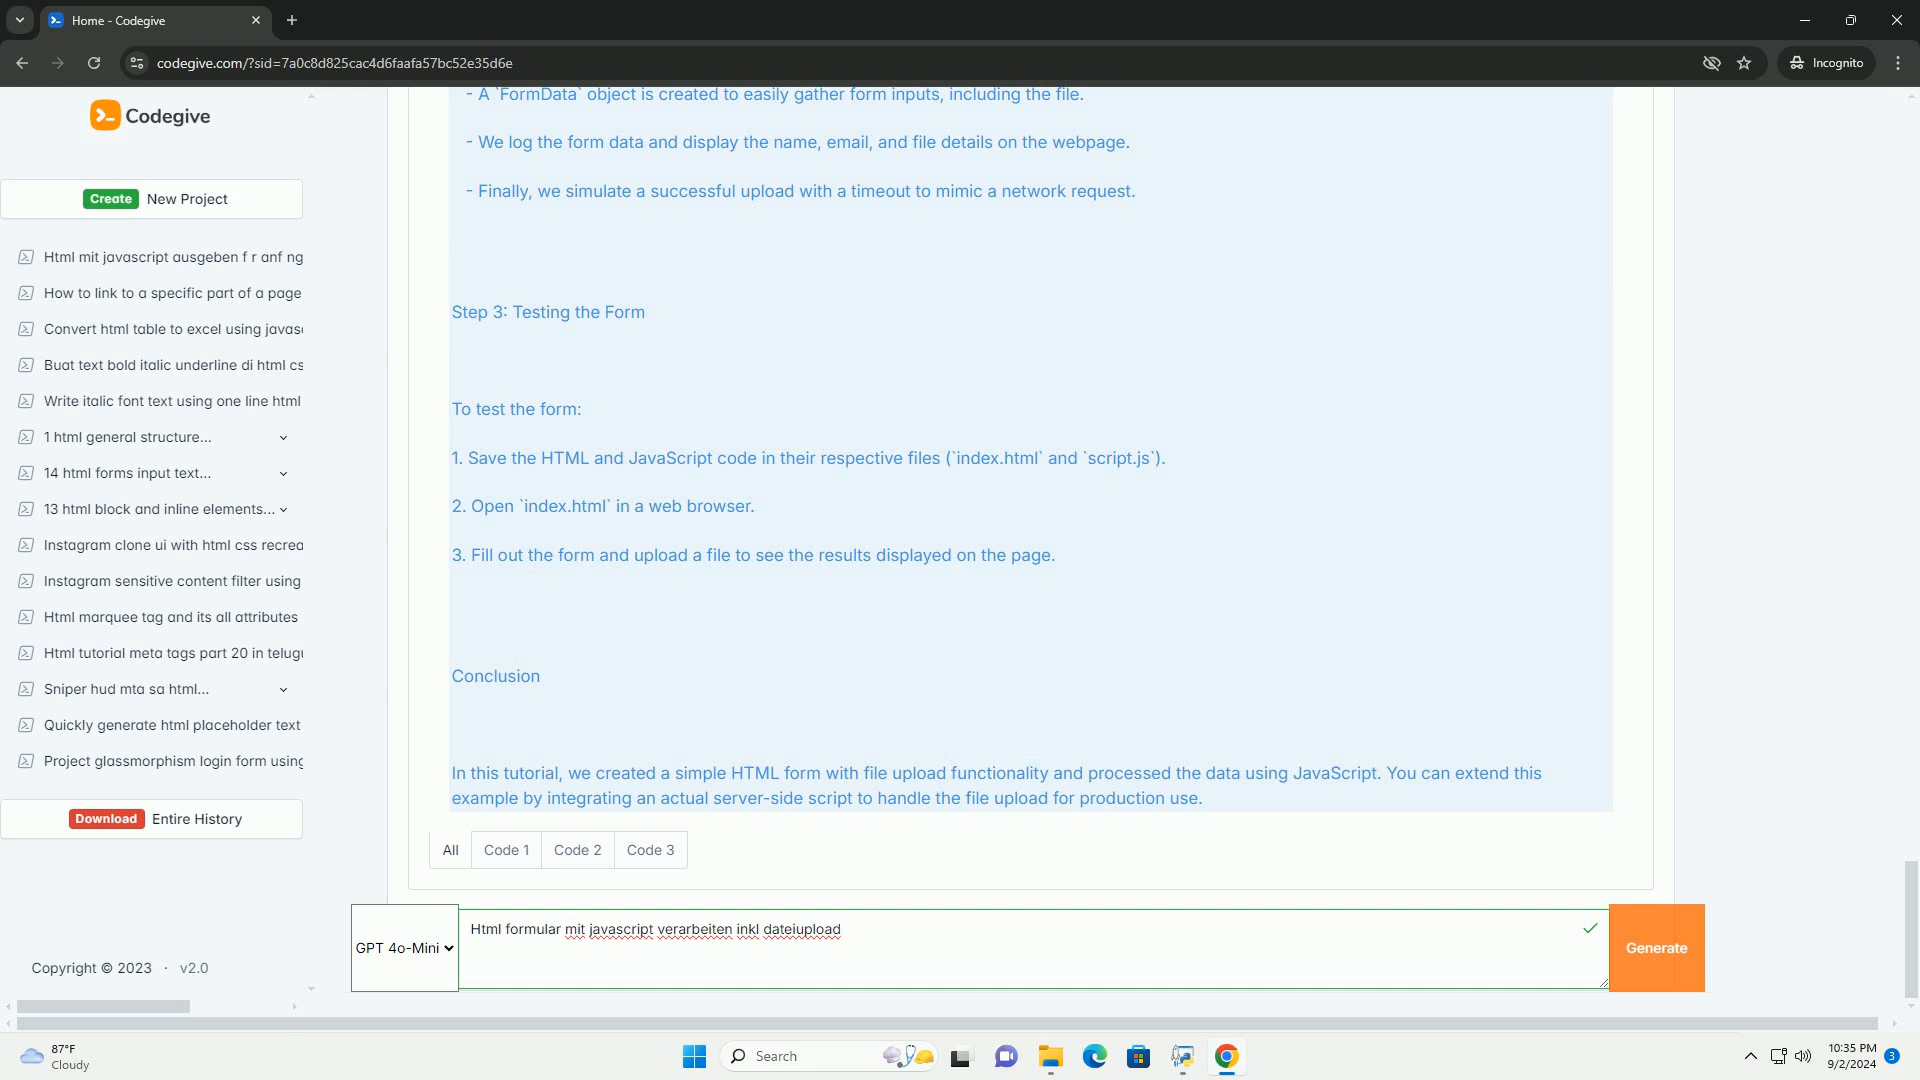 Home - Codegive
codegive.com/?sid=7a0c8d825cac4d6faafa57bc52e35d6e
Incognito
Codegive
Create New Project
Html mit javascript ausgeben f r anf ng
How to link to a specific part of a page
Convert html table to excel using javasc
Buat text bold italic underline di html cs
Write italic font text using one line html
1 html general structure...
14 html forms input text...
13 html block and inline elements...
Instagram clone ui with html css recrea
Instagram sensitive content filter using
Html marquee tag and its all attributes
Html tutorial meta tags part 20 in telugu
Sniper hud mta sa html...
Quickly generate html placeholder text
Project glassmorphism login form using
Download Entire History
Copyright © 2023 · v2.0
- A `FormData` object is created to easily gather form inputs, including the file.
- We log the form data and display the name, email, and file details on the webpage.
- Finally, we simulate a successful upload with a timeout to mimic a network request.
Step 3: Testing the Form
To test the form:
1. Save the HTML and JavaScript code in their respective files (`index.html` and `script.js`).
2. Open `index.html` in a web browser.
3. Fill out the form and upload a file to see the results displayed on the page.
Conclusion
In this tutorial, we created a simple HTML form with file upload functionality and processed the data using JavaScript. You can extend this
example by integrating an actual server-side script to handle the file upload for production use.
All Code 1 Code 2 Code 3
GPT 4o-Mini
Html formular mit javascript verarbeiten inkl dateiupload
Generate
87°F
Cloudy
Search
10:35 PM
9/2/2024
3